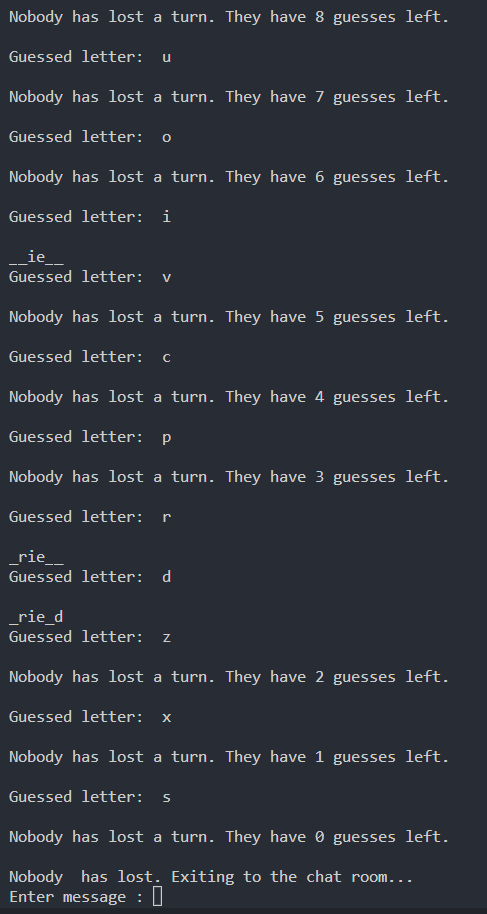 Nobody has lost a turn. They have 8 guesses left.
Guessed letter:  u
Nobody has lost a turn. They have 7 guesses left.
Guessed letter:  o
Nobody has lost a turn. They have 6 guesses left.
Guessed letter:  i
__ie__
Guessed letter:  v
Nobody has lost a turn. They have 5 guesses left.
Guessed letter:  c
Nobody has lost a turn. They have 4 guesses left.
Guessed letter:  p
Nobody has lost a turn. They have 3 guesses left.
Guessed letter:  r
_rie__
Guessed letter:  d
_rie_d
Guessed letter:  z
Nobody has lost a turn. They have 2 guesses left.
Guessed letter:  x
Nobody has lost a turn. They have 1 guesses left.
Guessed letter:  s
Nobody has lost a turn. They have 0 guesses left.
Nobody  has lost. Exiting to the chat room...
Enter message :